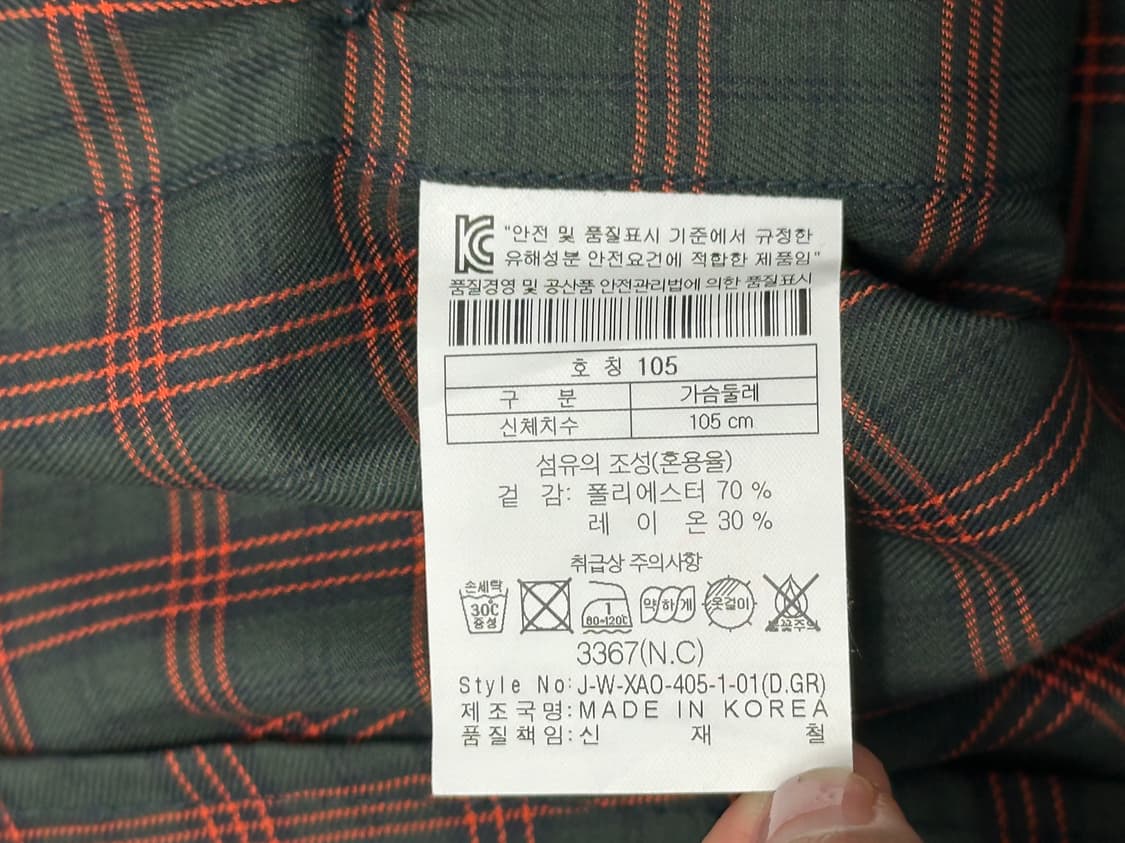 KC "안전 및 품질표시 기준에서 규정한
유해성분 안전요건에 적합한 제품임"
품질경영 및 공산품 안전관리법에 의한 품질표시
호 칭 105
구 분 가슴둘레
신체치수 105 cm
섬유의 조성(혼용율)
겉 감: 폴리에스터 70 %
레 이 온 30 %
취급상 주의사항
손세탁 30℃ 중성 1 80~120℃ 약하게 옷걸이 불꽃주의
3367(N.C)
Style No:J-W-XAO-405-1-01(D.GR)
제조국명:MADE IN KOREA
품질책임:신 재 철